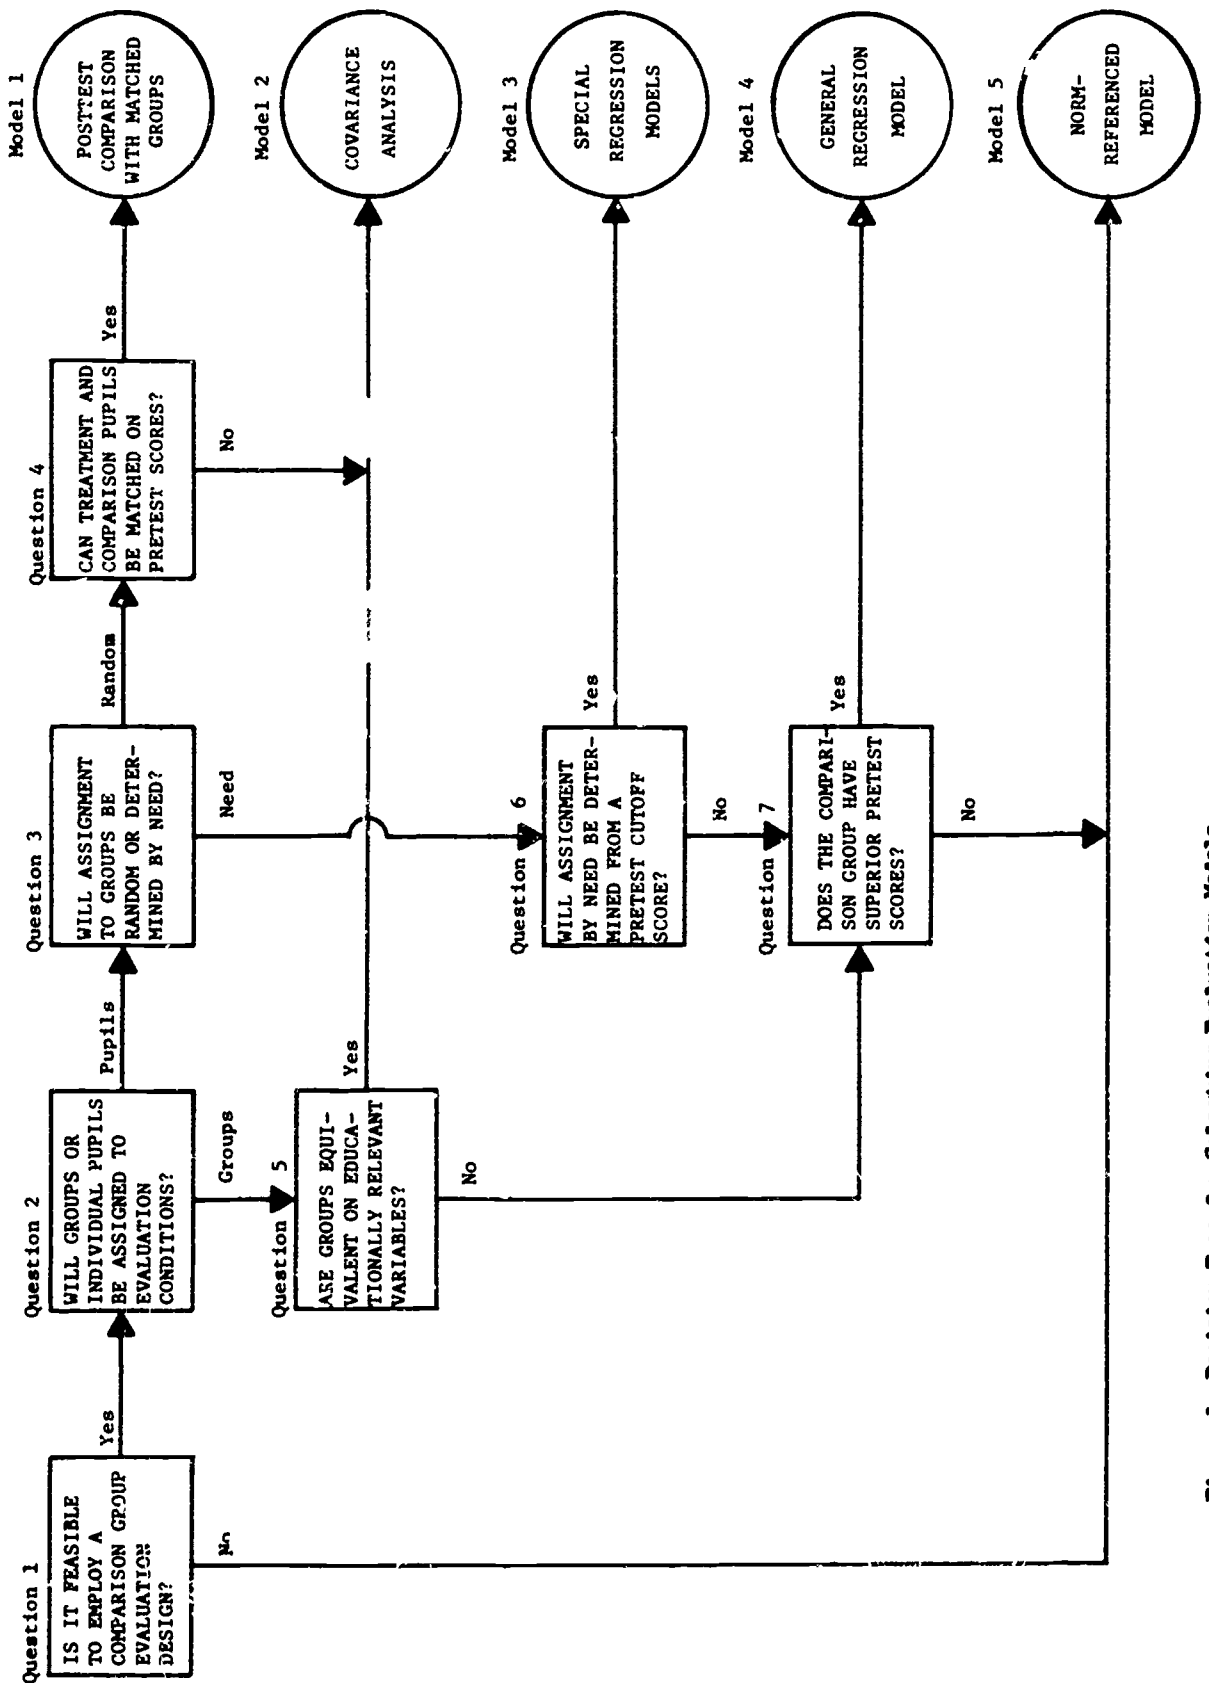 Question 1
IS IT FEASIBLE
TO EMPLOY A
COMPARISON GROUP
EVALUATION
DESIGN?
Yes
No
Question 2
WILL GROUPS OR
INDIVIDUAL PUPILS
BE ASSIGNED TO
EVALUATION
CONDITIONS?
Pupils
Groups
Question 3
WILL ASSIGNMENT
TO GROUPS BE
RANDOM OR DETER-
MINED BY NEED?
Random
Need
Question 4
CAN TREATMENT AND
COMPARISON PUPILS
BE MATCHED ON
PRETEST SCORES?
Yes
No
Model 1
POSTTEST
COMPARISON
WITH MATCHED
GROUPS
Question 5
ARE GROUPS EQUI-
VALENT ON EDUCA-
TIONALLY RELEVANT
VARIABLES?
Yes
No
Model 2
COVARIANCE
ANALYSIS
Question 6
WILL ASSIGNMENT
BY NEED BE DETER-
MINED FROM A
PRETEST CUTOFF
SCORE?
Yes
No
Model 3
SPECIAL
REGRESSION
MODELS
Question 7
DOES THE COMPARI-
SON GROUP HAVE
SUPERIOR PRETEST
SCORES?
Yes
No
Model 4
GENERAL
REGRESSION
MODEL
Model 5
NORM-
REFERENCED
MODEL